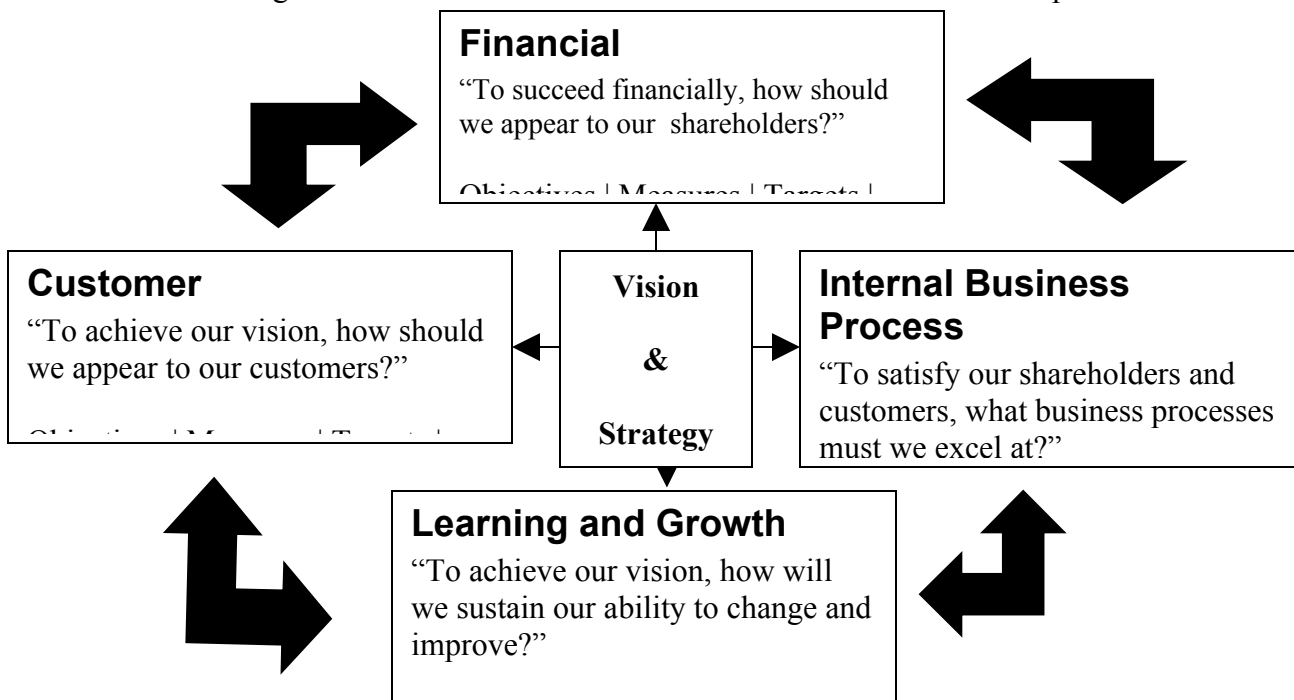 Financial
“To succeed financially, how should
we appear to our shareholders?”
Objectives | Measures | Targets |
Customer
“To achieve our vision, how should
we appear to our customers?”
Vision
&
Strategy
Internal Business
Process
“To satisfy our shareholders and
customers, what business processes
must we excel at?”
Learning and Growth
“To achieve our vision, how will
we sustain our ability to change and
improve?”